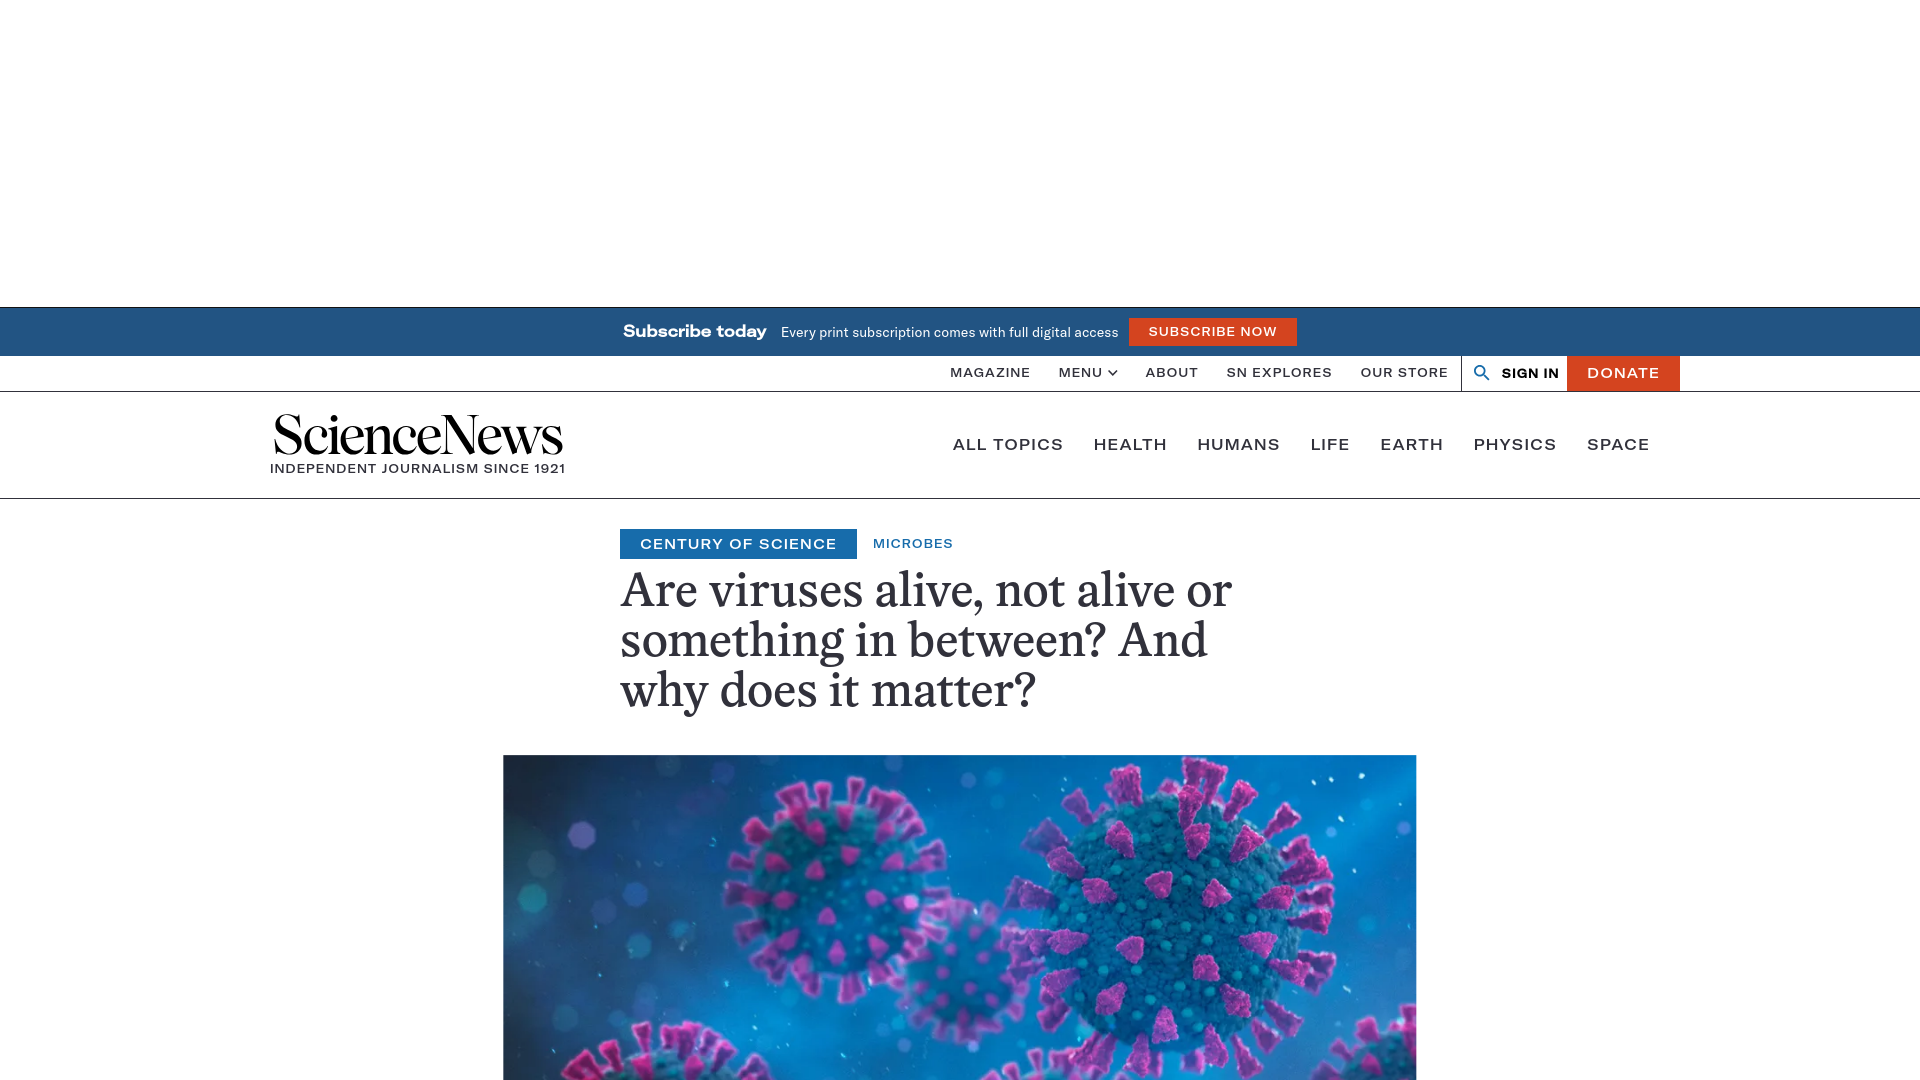 Subscribe today Every print subscription comes with full digital access SUBSCRIBE NOW
MAGAZINE MENU ABOUT SN EXPLORES OUR STORE SIGN IN DONATE
ScienceNews
INDEPENDENT JOURNALISM SINCE 1921
ALL TOPICS HEALTH HUMANS LIFE EARTH PHYSICS SPACE
CENTURY OF SCIENCE MICROBES
Are viruses alive, not alive or
something in between? And
why does it matter?